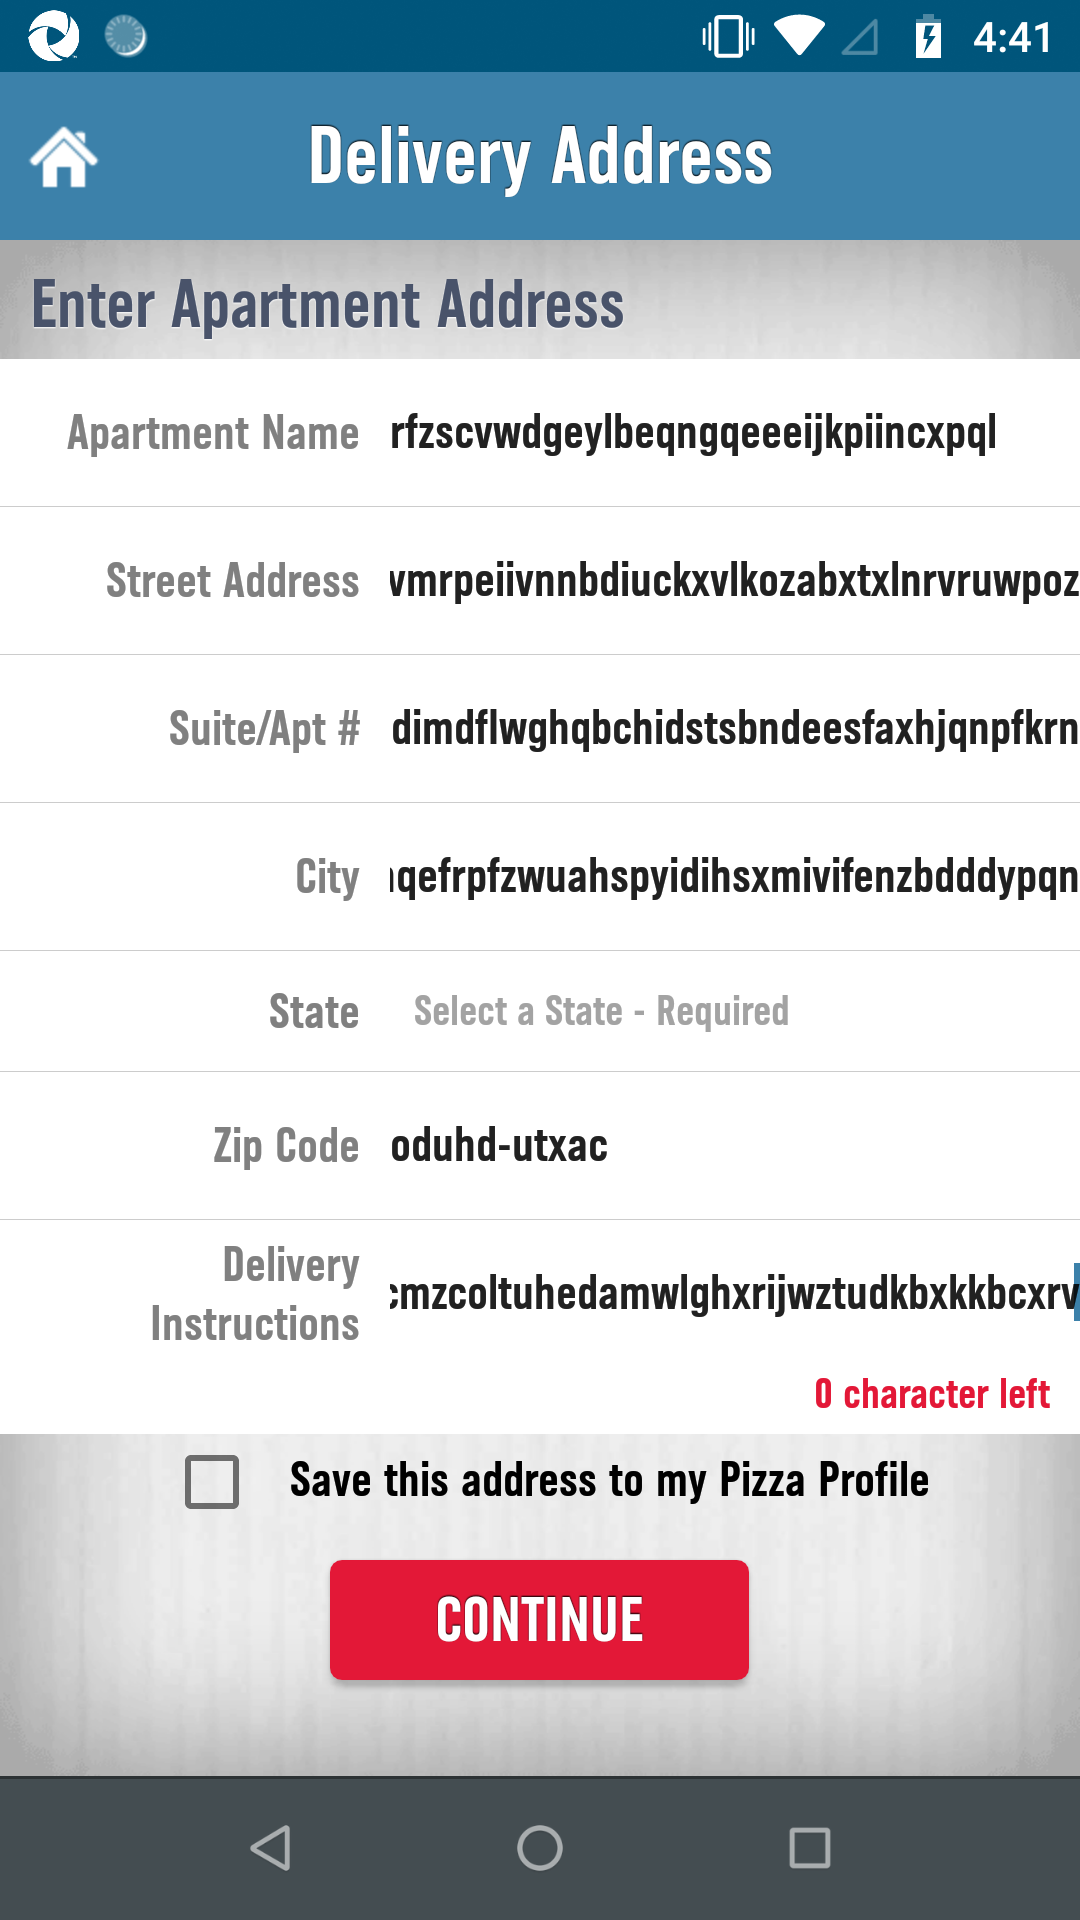 4:41
Delivery Address
Enter Apartment Address
Apartment Name rfzscvwdgeylbeqngqeeeijkpiincxpql
Street Address vmrpeiivnnbdiuckxvlkozabxtxlnrvruwpoz
Suite/Apt # dimdflwghqbchidstsbndeesfaxhjqnpfkrn
City qefrpfzwuahspyidihsxmivifenzbdddypqn
State Select a State - Required
Zip Code oduhd-utxac
Delivery
Instructions cmzcoltuhedamwlghxrijwztudkbxkkbcxrv
0 character left
Save this address to my Pizza Profile
CONTINUE